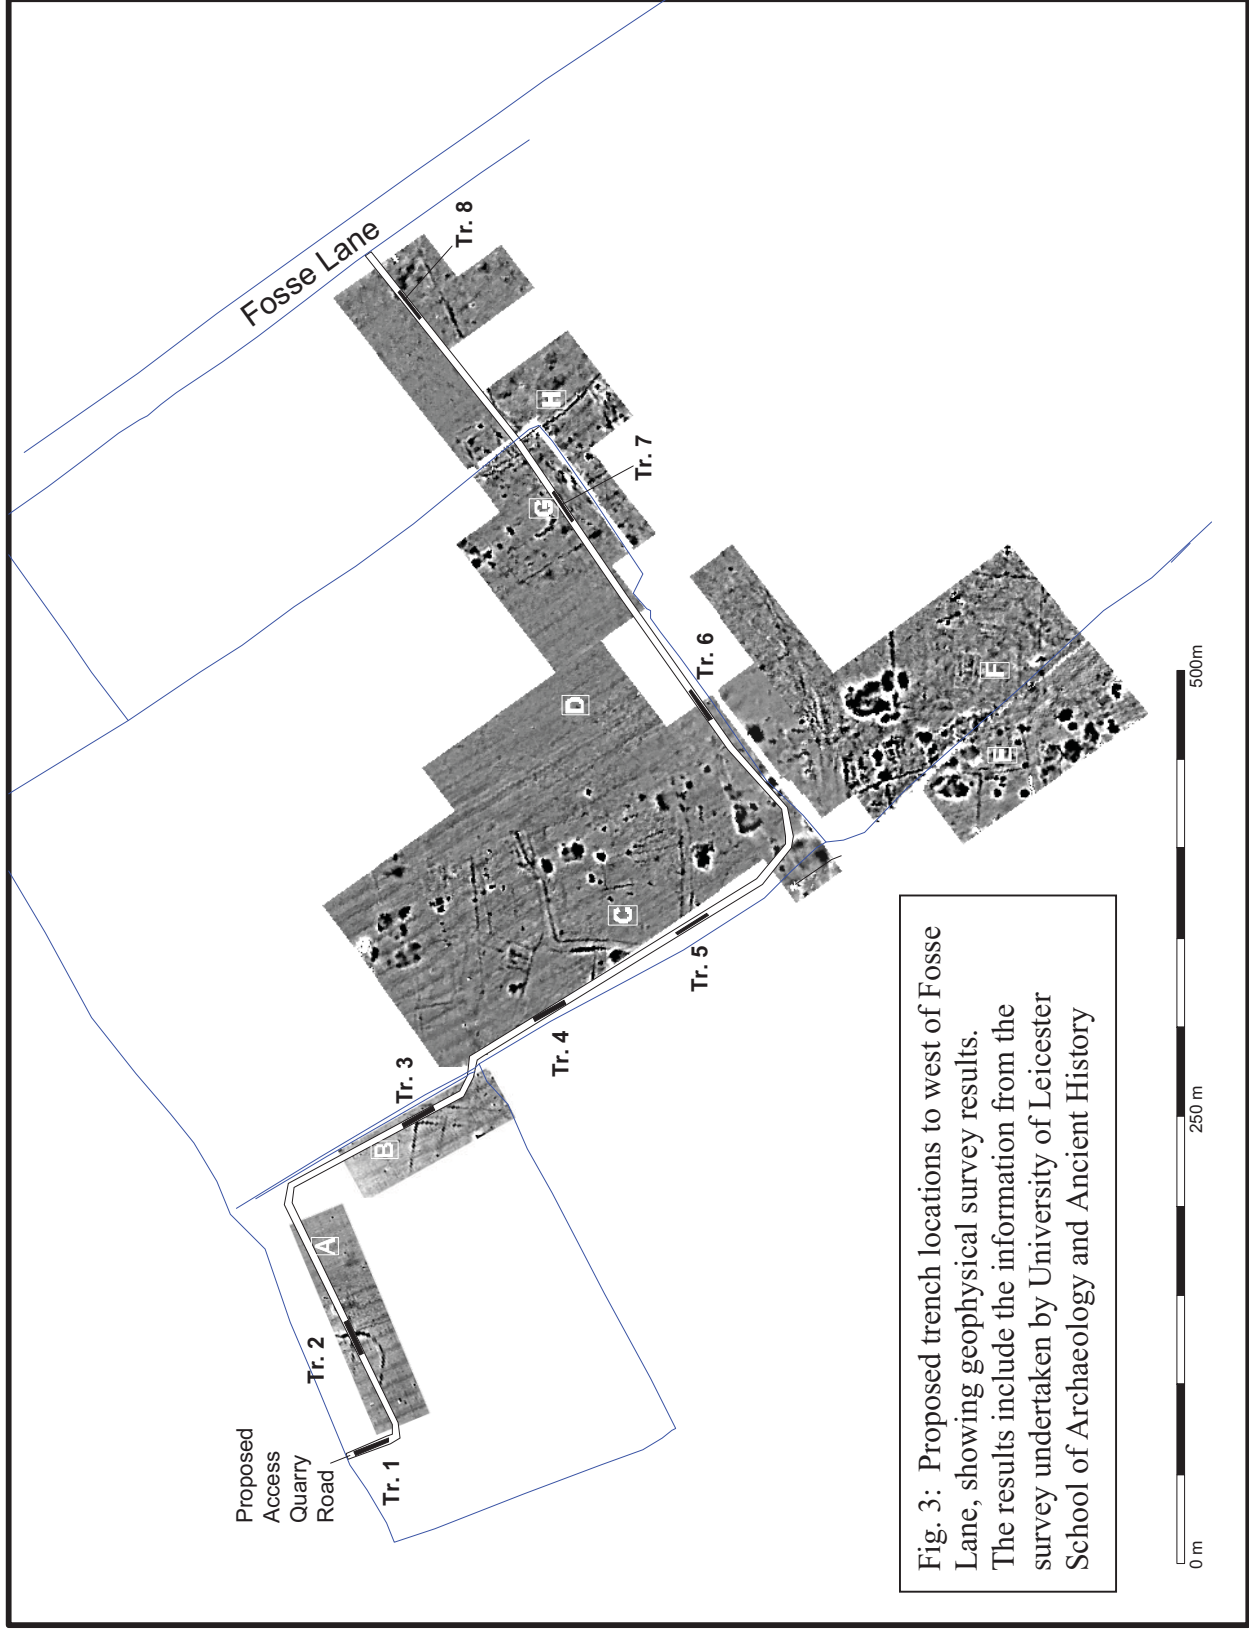 Fosse Lane
Tr. 8
H
Tr. 7
G
Tr. 6
D
F
E
C
Tr. 5
Tr. 4
Tr. 3
B
A
Tr. 2
Tr. 1
Proposed
Access
Quarry
Road
Fig. 3: Proposed trench locations to west of Fosse
Lane, showing geophysical survey results.
The results include the information from the
survey undertaken by University of Leicester
School of Archaeology and Ancient History
0 m
250 m
500m